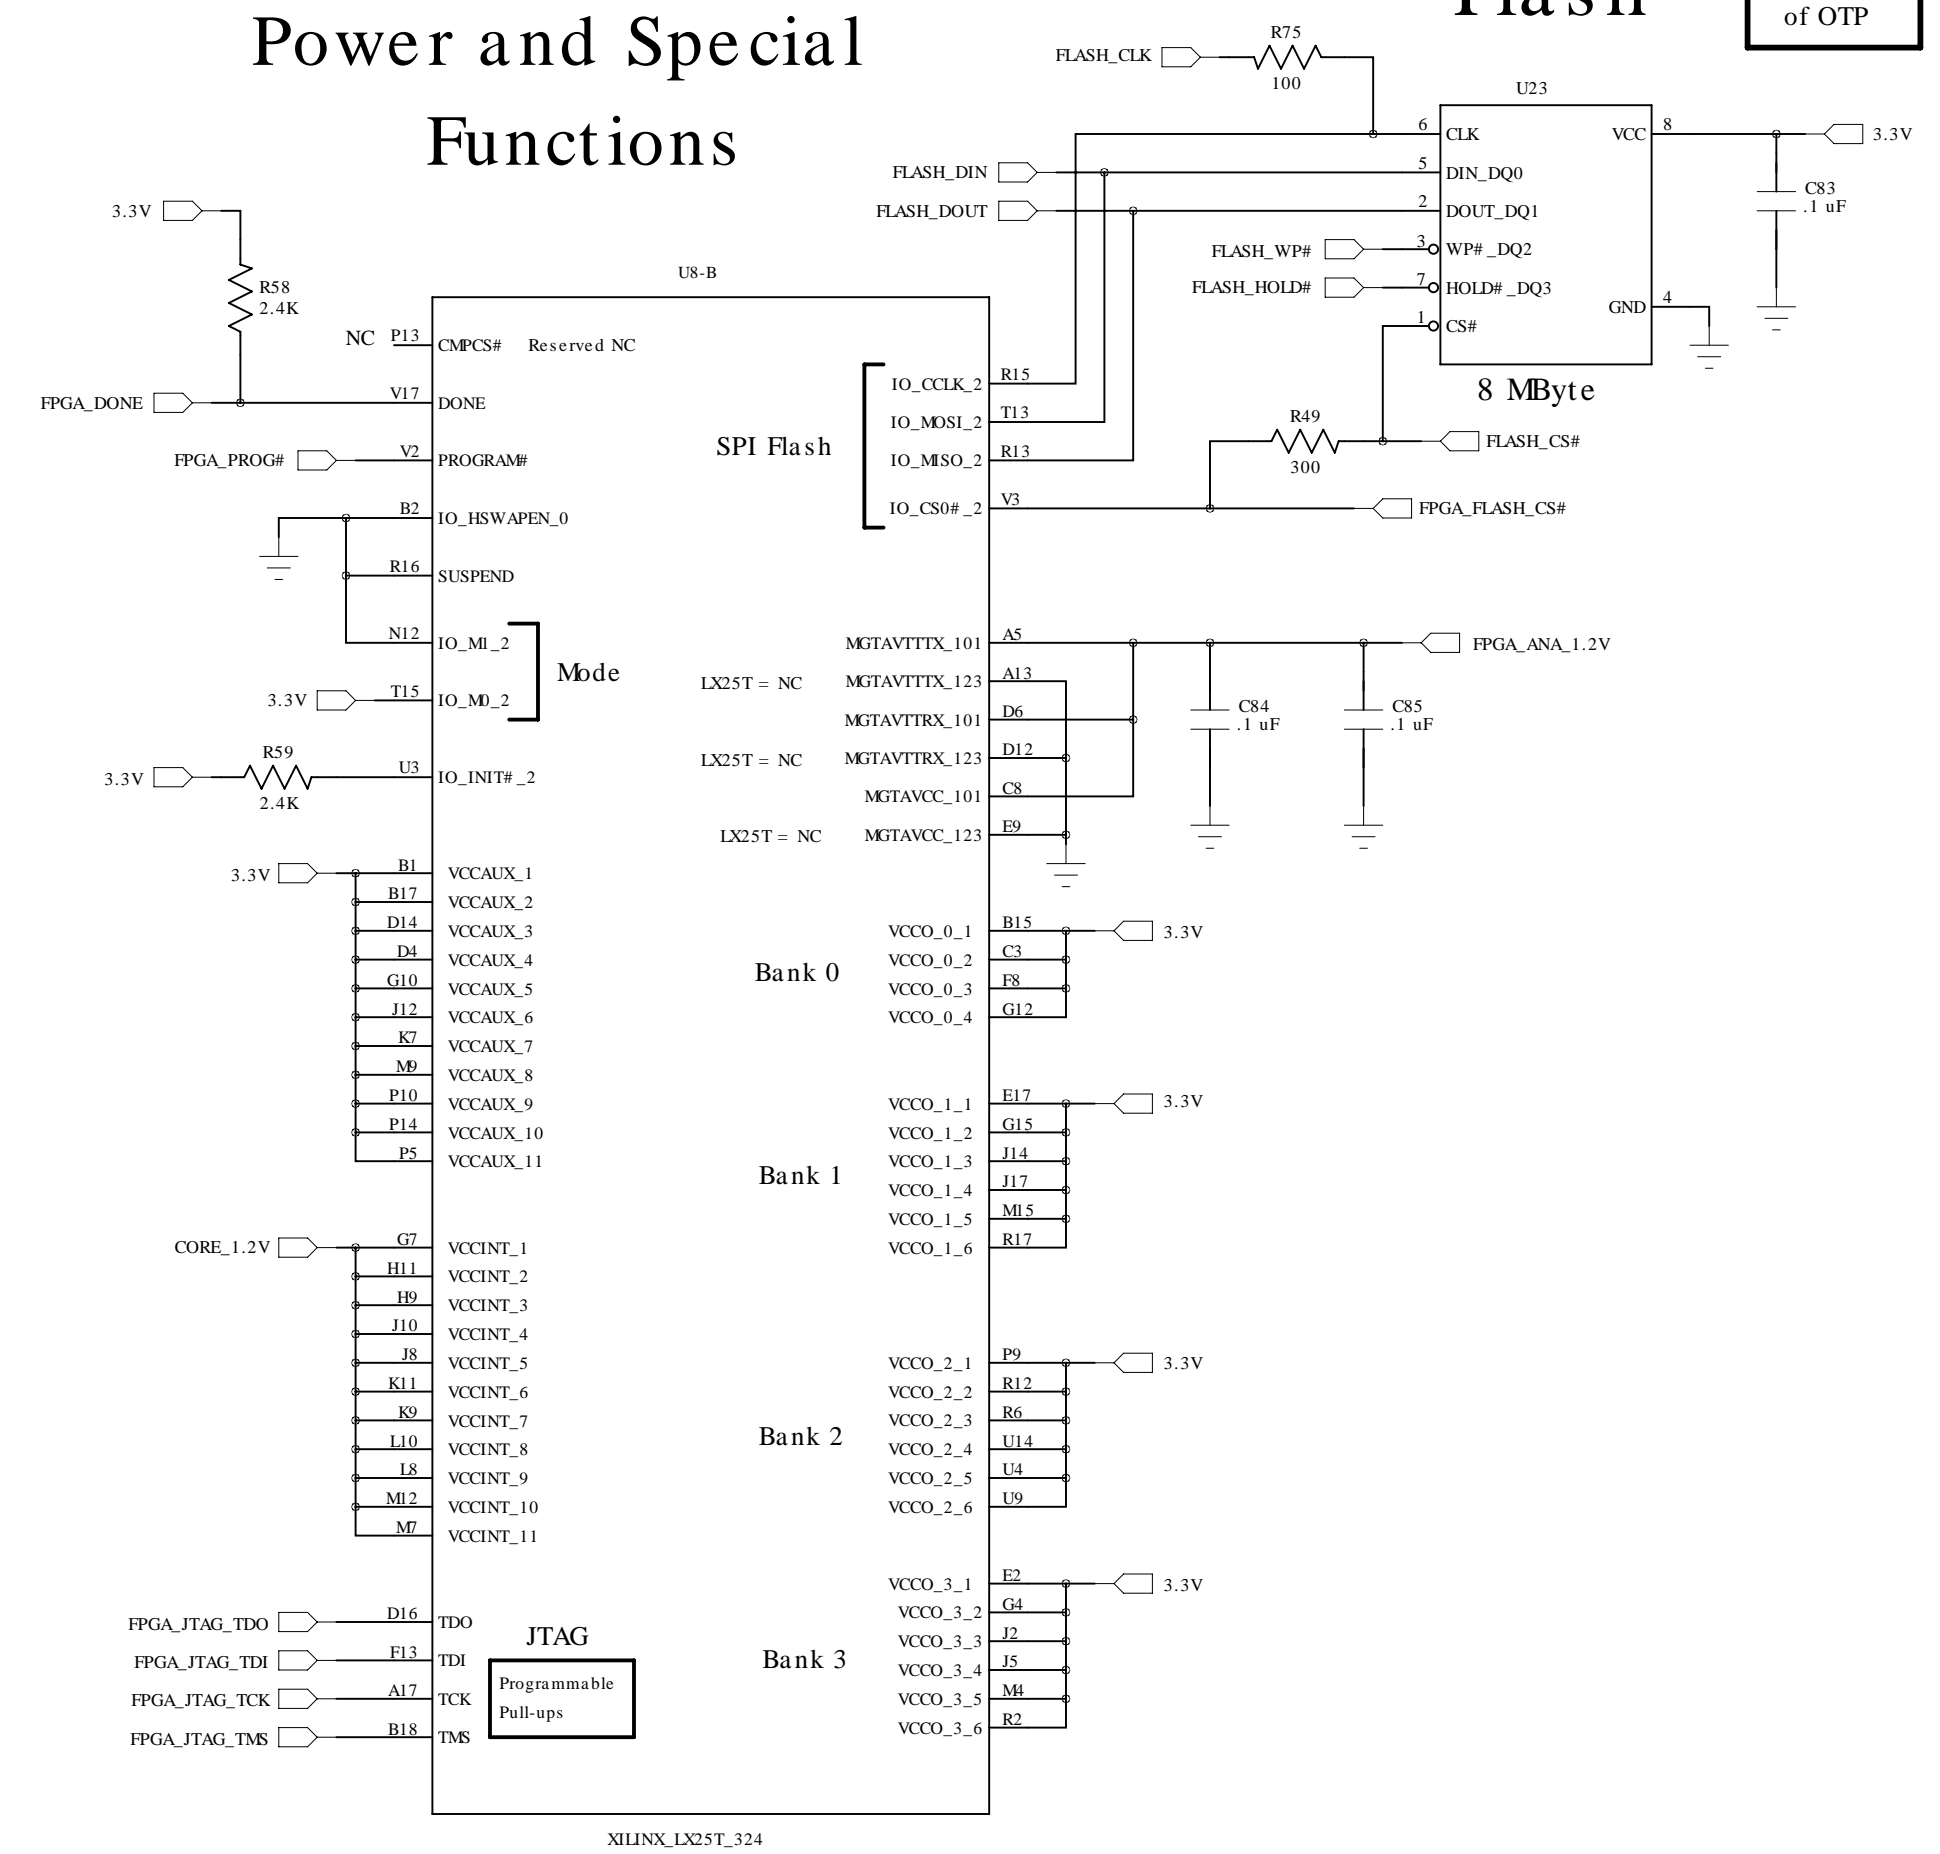 Power and Special
Functions
Flash
of OTP
FLASH_CLK
R75
100
U23
6
CLK
VCC
8
3.3V
FLASH_DIN
5
DIN_DQ0
FLASH_DOUT
2
DOUT_DQ1
C83
.1 uF
FLASH_WP#
3
WP#_DQ2
FLASH_HOLD#
7
HOLD#_DQ3
GND
4
1
CS#
8 MByte
R49
300
FLASH_CS#
FPGA_FLASH_CS#
3.3V
R58
2.4K
U8-B
NC
P13
CMPCS#
Reserved NC
FPGA_DONE
V17
DONE
FPGA_PROG#
V2
PROGRAM#
B2
IO_HSWAPEN_0
R16
SUSPEND
N12
IO_M1_2
Mode
3.3V
T15
IO_M0_2
R59
3.3V
2.4K
U3
IO_INIT#_2
3.3V
B1
VCCAUX_1
B17
VCCAUX_2
D14
VCCAUX_3
D4
VCCAUX_4
G10
VCCAUX_5
J12
VCCAUX_6
K7
VCCAUX_7
M9
VCCAUX_8
P10
VCCAUX_9
P14
VCCAUX_10
P5
VCCAUX_11
CORE_1.2V
G7
VCCINT_1
H11
VCCINT_2
H9
VCCINT_3
J10
VCCINT_4
J8
VCCINT_5
K11
VCCINT_6
K9
VCCINT_7
L10
VCCINT_8
L8
VCCINT_9
M12
VCCINT_10
M7
VCCINT_11
FPGA_JTAG_TDO
D16
TDO
FPGA_JTAG_TDI
F13
TDI
FPGA_JTAG_TCK
A17
TCK
FPGA_JTAG_TMS
B18
TMS
JTAG
Programmable
Pull-ups
SPI Flash
IO_CCLK_2
R15
IO_MOSI_2
T13
IO_MISO_2
R13
IO_CS0#_2
V3
MGTAVTTTX_101
A5
FPGA_ANA_1.2V
LX25T = NC
MGTAVTTTX_123
A13
MGTAVTTRX_101
D6
LX25T = NC
MGTAVTTRX_123
D12
MGTAVCC_101
C8
LX25T = NC
MGTAVCC_123
E9
C84
.1 uF
C85
.1 uF
Bank 0
VCCO_0_1
B15
3.3V
VCCO_0_2
C3
VCCO_0_3
F8
VCCO_0_4
G12
Bank 1
VCCO_1_1
E17
3.3V
VCCO_1_2
G15
VCCO_1_3
J14
VCCO_1_4
J17
VCCO_1_5
M15
VCCO_1_6
R17
Bank 2
VCCO_2_1
P9
3.3V
VCCO_2_2
R12
VCCO_2_3
R6
VCCO_2_4
U14
VCCO_2_5
U4
VCCO_2_6
U9
Bank 3
VCCO_3_1
E2
3.3V
VCCO_3_2
G4
VCCO_3_3
J2
VCCO_3_4
J5
VCCO_3_5
M4
VCCO_3_6
R2
XILINX_LX25T_324